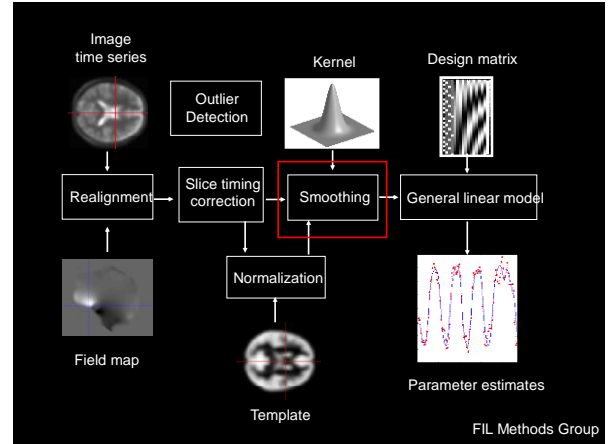 Image
time series
Kernel
Design matrix
Outlier
Detection
Realignment
Slice timing
correction
Smoothing
General linear model
Normalization
Field map
Template
Parameter estimates
FIL Methods Group